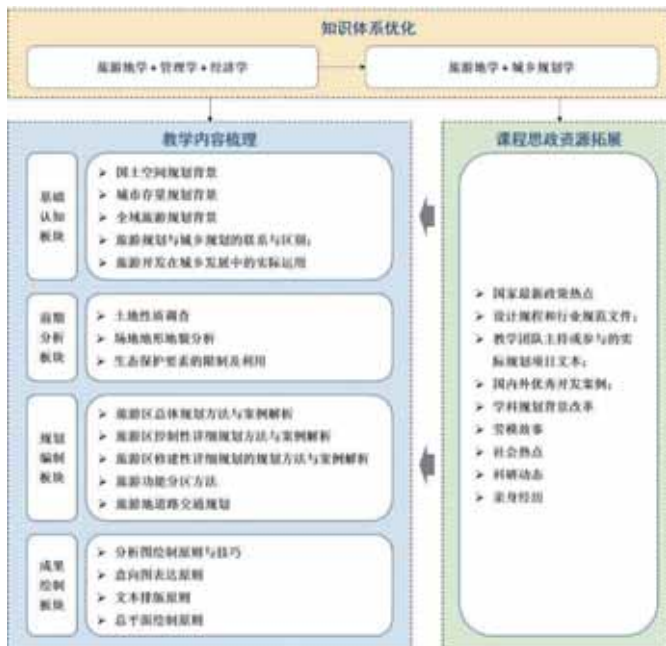 知识体系优化
旅游地学+管理学+经济学
旅游地学+城乡规划学
教学内容梳理
基础
认知
板块
国土空间规划背景
城市存量规划背景
全域旅游规划背景
旅游规划与城乡规划的联系与区别;
旅游开发在城乡发展中的实际运用
前期
分析
板块
土地性质调查
场地地形地貌分析
生态保护要素的限制及利用
规划
编制
板块
旅游区总体规划方法与案例解析
旅游区控制性详细规划方法与案例解析
旅游区修建性详细规划的规划方法与案例解析
旅游功能分区方法
旅游地道路交通规划
成果
绘制
板块
分析图绘制原则与技巧
意向图表达原则
文本排版原则
总平面绘制原则
课程思政资源拓展
国家最新政策热点
设计规程和行业规范文件;
教学团队主持或参与的实
际规划项目文本;
国内外优秀开发案例;
学科规划背景改革
劳模故事
社会热点
科研动态
亲身经历